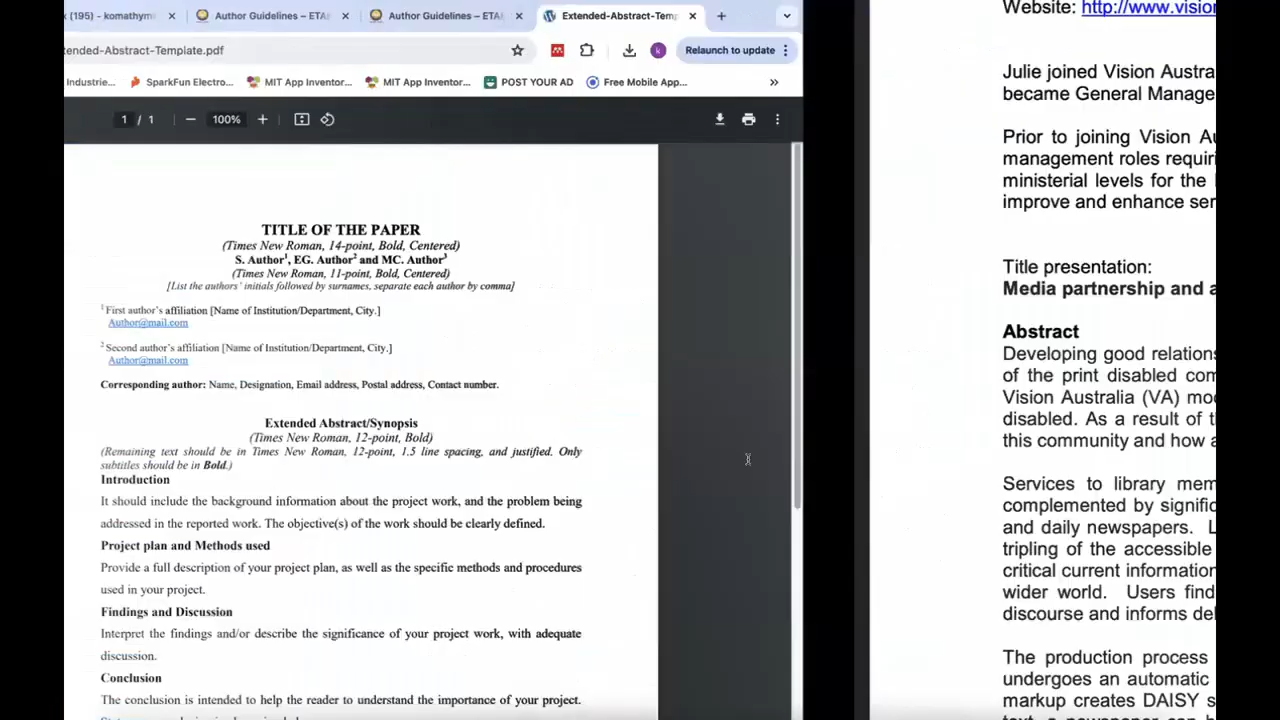 (195) – komathym
Author Guidelines – ETA
Author Guidelines – ETA
Extended-Abstract-Temp
ended-Abstract-Template.pdf
k
Relaunch to update
Industrie...
SparkFun Electro...
MIT App Inventor...
MIT App Inventor...
POST YOUR AD
Free Mobile App...
»
1 / 1
100%
TITLE OF THE PAPER
(Times New Roman, 14-point, Bold, Centered)
S. Author1, EG. Author2 and MC. Author3
(Times New Roman, 11-point, Bold, Centered)
[List the authors' initials followed by surnames, separate each author by comma]
1 First author's affiliation [Name of Institution/Department, City.]
Author@mail.com
2 Second author's affiliation [Name of Institution/Department, City.]
Author@mail.com
Corresponding author: Name, Designation, Email address, Postal address, Contact number.
Extended Abstract/Synopsis
(Times New Roman, 12-point, Bold)
(Remaining text should be in Times New Roman, 12-point, 1.5 line spacing, and justified. Only
subtitles should be in Bold.)
Introduction
It should include the background information about the project work, and the problem being
addressed in the reported work. The objective(s) of the work should be clearly defined.
Project plan and Methods used
Provide a full description of your project plan, as well as the specific methods and procedures
used in your project.
Findings and Discussion
Interpret the findings and/or describe the significance of your project work, with adequate
discussion.
Conclusion
The conclusion is intended to help the reader to understand the importance of your project.
Website: http://www.vision
Julie joined Vision Austra
became General Manage
Prior to joining Vision Au
management roles requiri
ministerial levels for the
improve and enhance ser
Title presentation:
Media partnership and a
Abstract
Developing good relations
of the print disabled com
Vision Australia (VA) mod
disabled. As a result of t
this community and how a
Services to library mem
complemented by signific
and daily newspapers. L
tripling of the accessible
critical current information
wider world. Users find
discourse and informs del
The production process
undergoes an automatic
markup creates DAISY s